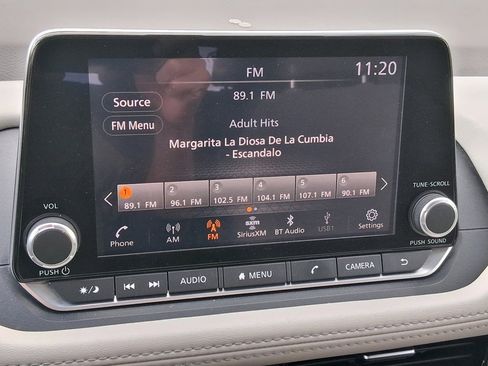 FM
11:20
Source
89.1 FM
FM Menu
Adult Hits
Margarita La Diosa De La Cumbia
- Escandalo
1 2 3 4 5 6
89.1 FM 96.1 FM 102.5 FM 104.1 FM 107.1 FM 90.1 FM
Phone AM FM SiriusXM BT Audio USB1 Settings
sxm
VOL
PUSH
TUNE•SCROLL
PUSH SOUND
AUDIO MENU CAMERA